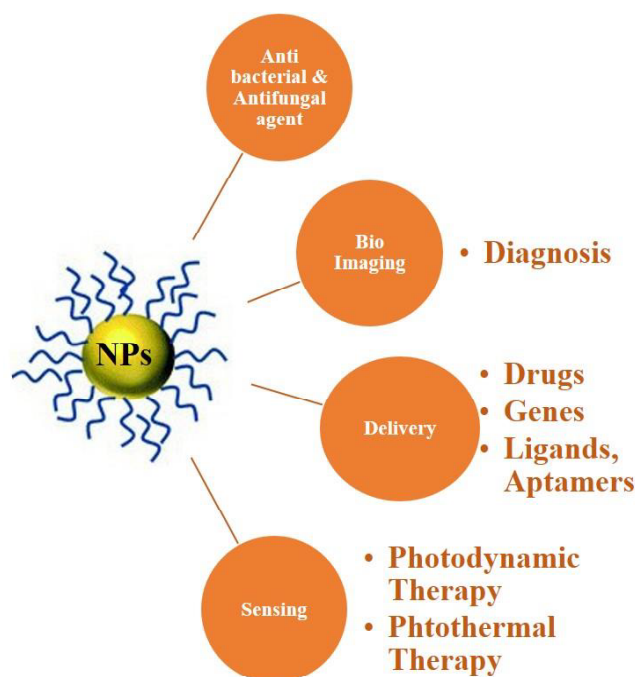 Anti
bacterial &
Antifungal
agent
Bio
Imaging
• Diagnosis
NPs
Delivery
• Drugs
• Genes
• Ligands,
Aptamers
Sensing
• Photodynamic
Therapy
• Phtothermal
Therapy